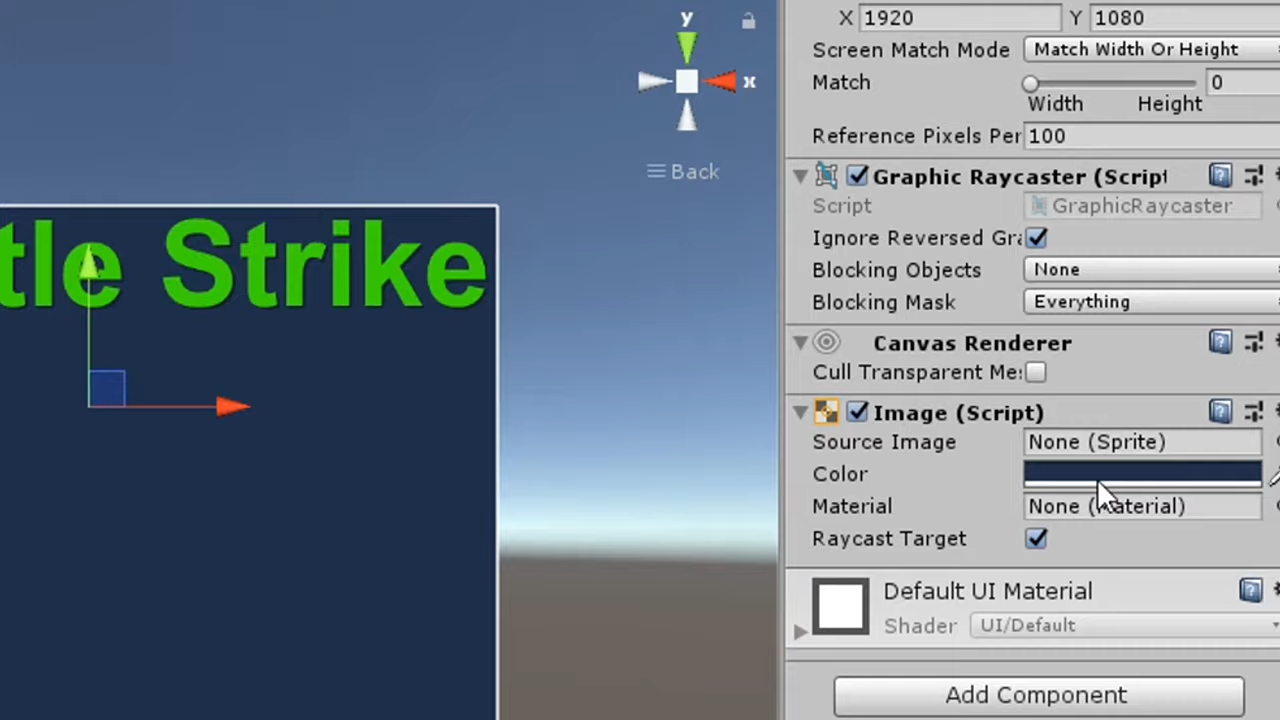 y
x
Back
tle Strike
X 1920 Y 1080
Screen Match Mode Match Width Or Height
Match 0
Width Height
Reference Pixels Per 100
Graphic Raycaster (Script
Script GraphicRaycaster
Ignore Reversed Gra
Blocking Objects None
Blocking Mask Everything
Canvas Renderer
Cull Transparent Mes
Image (Script)
Source Image None (Sprite)
Color
Material None (Material)
Raycast Target
Default UI Material
Shader UI/Default
Add Component